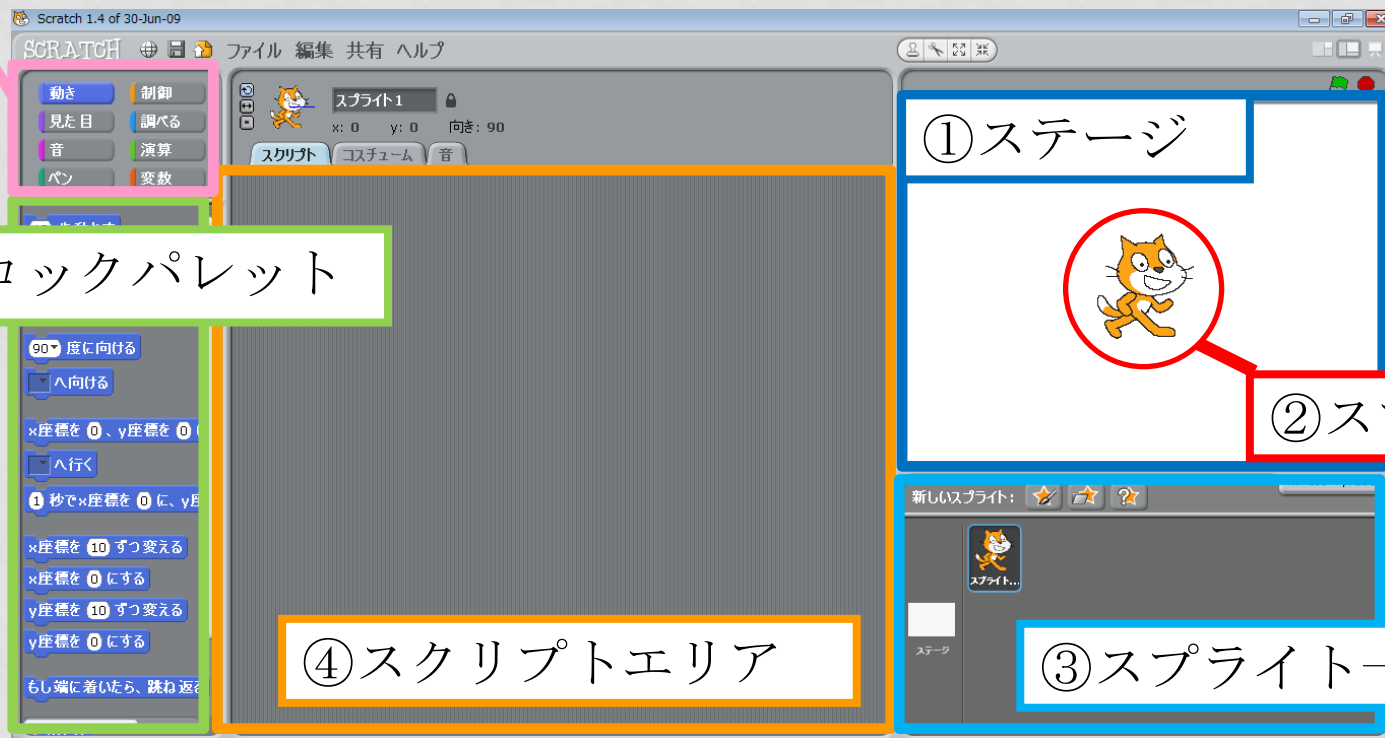 Scratch 1.4 of 30-Jun-09
SCRATCH ファイル 編集 共有 ヘルプ
動き 制御
見た目 調べる
音 演算
ペン 変数
スプライト1
x: 0 y: 0 向き: 90
スクリプト コスチューム 音
①ステージ
ックパレット
90 度に向ける
へ向ける
x座標を 0 、y座標を 0
へ行く
1 秒でx座標を 0 に、y座
x座標を 10 ずつ変える
x座標を 0 にする
y座標を 10 ずつ変える
y座標を 0 にする
もし端に着いたら、跳ね返る
②ス
新しいスプライト:
スプライト...
ステージ
④スクリプトエリア
③スプライト一